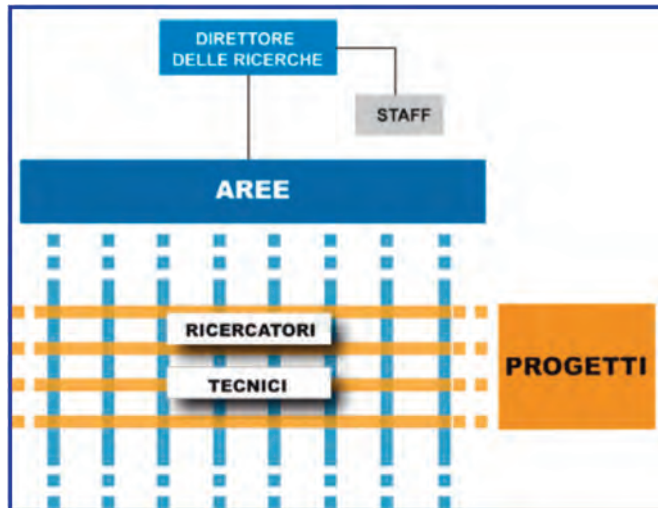 DIRETTORE
DELLE RICERCHE
STAFF
AREE
RICERCATORI
TECNICI
PROGETTI